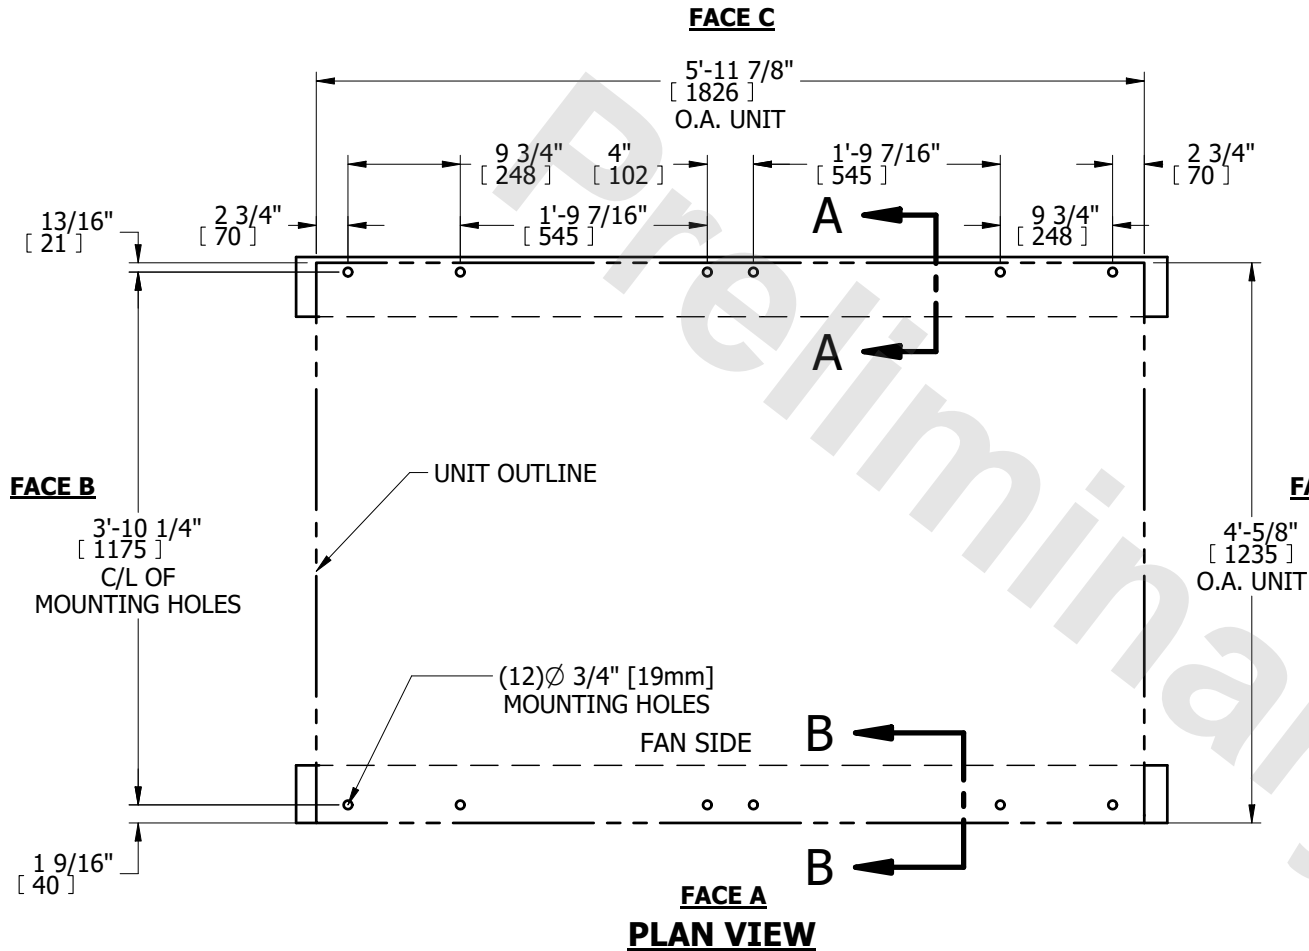 FACE C
5'-11 7/8"
[ 1826 ]
O.A. UNIT
9 3/4"
[ 248 ]
4"
[ 102 ]
1'-9 7/16"
[ 545 ]
2 3/4"
[ 70 ]
13/16"
[ 21 ]
2 3/4"
[ 70 ]
1'-9 7/16"
[ 545 ]
A
9 3/4"
[ 248 ]
A
UNIT OUTLINE
FACE B
3'-10 1/4"
[ 1175 ]
C/L OF
MOUNTING HOLES
FA
4'-5/8"
[ 1235 ]
O.A. UNIT
(12)Ø 3/4" [19mm]
MOUNTING HOLES
FAN SIDE
B
B
1 9/16"
[ 40 ]
FACE A
PLAN VIEW
Preliminar